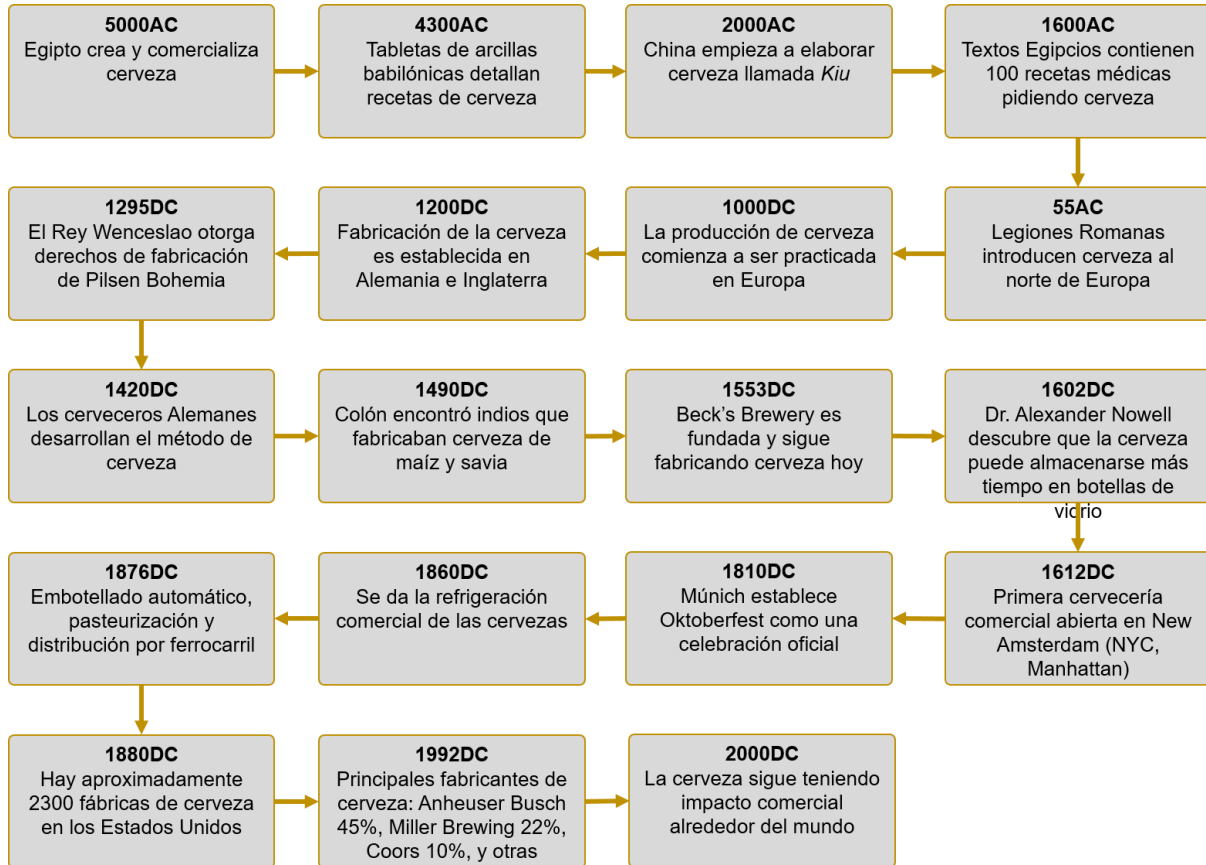 5000AC
Egipto crea y comercializa
cerveza
4300AC
Tabletas de arcillas
babilónicas detallan
recetas de cerveza
2000AC
China empieza a elaborar
cerveza llamada Kiu
1600AC
Textos Egipcios contienen
100 recetas médicas
pidiendo cerveza
55AC
Legiones Romanas
introducen cerveza al
norte de Europa
1000DC
La producción de cerveza
comienza a ser practicada
en Europa
1200DC
Fabricación de la cerveza
es establecida en
Alemania e Inglaterra
1295DC
El Rey Wenceslao otorga
derechos de fabricación
de Pilsen Bohemia
1420DC
Los cerveceros Alemanes
desarrollan el método de
cerveza
1490DC
Colón encontró indios que
fabricaban cerveza de
maíz y savia
1553DC
Beck's Brewery es
fundada y sigue
fabricando cerveza hoy
1602DC
Dr. Alexander Nowell
descubre que la cerveza
puede almacenarse más
tiempo en botellas de
vidrio
1612DC
Primera cervecería
comercial abierta en New
Amsterdam (NYC,
Manhattan)
1810DC
Múnich establece
Oktoberfest como una
celebración oficial
1860DC
Se da la refrigeración
comercial de las cervezas
1876DC
Embotellado automático,
pasteurización y
distribución por ferrocarril
1880DC
Hay aproximadamente
2300 fábricas de cerveza
en los Estados Unidos
1992DC
Principales fabricantes de
cerveza: Anheuser Busch
45%, Miller Brewing 22%,
Coors 10%, y otras
2000DC
La cerveza sigue teniendo
impacto comercial
alrededor del mundo